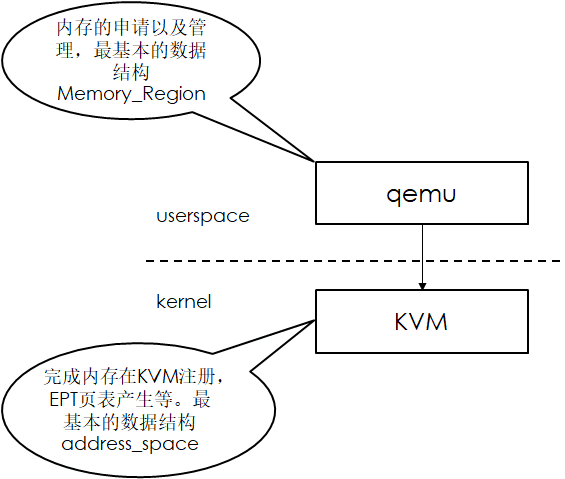 内存的申请以及管
理，最基本的数据
结构
Memory_Region
qemu
userspace
kernel
KVM
完成内存在KVM注册，
EPT页表产生等。最
基本的数据结构
address_space